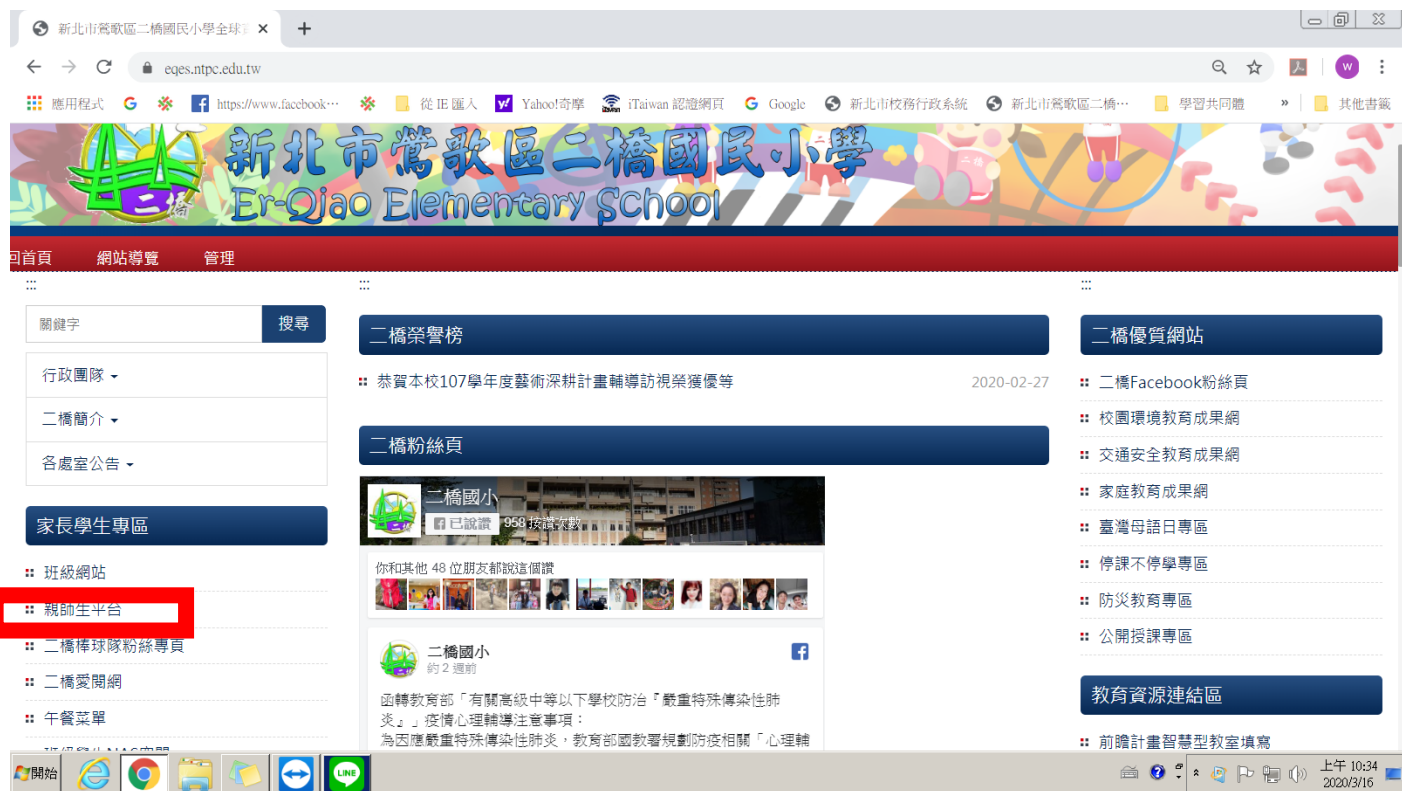 新北市鶯歌區二橋國民小學全球
eqes.ntpc.edu.tw
W
應用程式
https://www.facebook…
從 IE 匯入
Yahoo!奇摩
iTaiwan 認證網頁
Google
新北市校務行政系統
新北市鶯歌區二橋…
學習共同體
»
其他書籤
二橋
新北市鶯歌區二橋國民小學
Er-Qiao Elementary School
回首頁 網站導覽 管理
關鍵字
搜尋
行政團隊
二橋簡介
各處室公告
家長學生專區
班級網站
親師生平台
二橋棒球隊粉絲專頁
二橋愛閱網
午餐菜單
二橋榮譽榜
恭賀本校107學年度藝術深耕計畫輔導訪視榮獲優等 2020-02-27
二橋粉絲頁
二橋國小
已說讚 958 按讚次數
你和其他 48 位朋友都說這個讚
二橋國小
約 2 週前
函轉教育部「有關高級中等以下學校防治『嚴重特殊傳染性肺
炎』」疫情心理輔導注意事項：
為因應嚴重特殊傳染性肺炎，教育部國教署規劃防疫相關「心理輔
二橋優質網站
二橋Facebook粉絲頁
校園環境教育成果網
交通安全教育成果網
家庭教育成果網
臺灣母語日專區
停課不停學專區
防災教育專區
公開授課專區
教育資源連結區
前瞻計畫智慧型教室填寫
開始
LINE
上午 10:34
2020/3/16